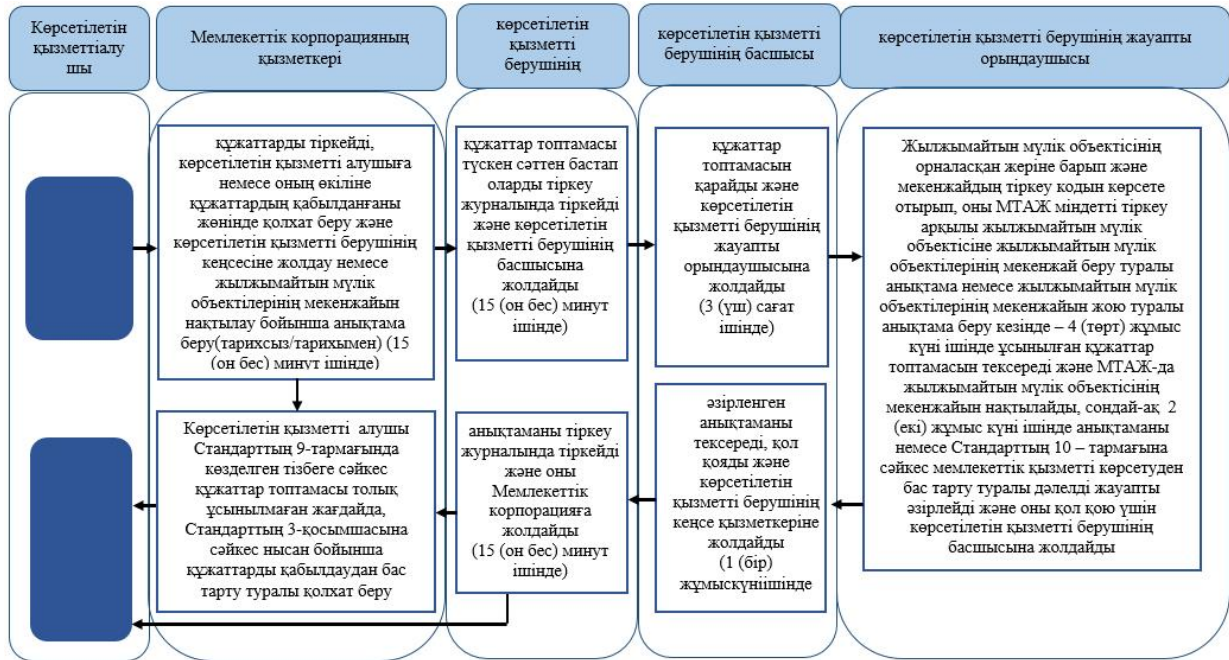 Көрсетілетін
қызметтіалу
шы
Мемлекеттік корпорацияның
қызметкері
көрсетілетін
қызметті
берушінің
көрсетілетін қызметті
берушінің басшысы
көрсетілетін қызметті берушінің жауапты
орындаушысы
құжаттарды тіркейді,
көрсетілетін қызметті алушыға
немесе оның өкіліне
құжаттардың қабылданғаны
жөнінде қолхат беру және
көрсетілетін қызметті берушінің
кеңсесіне жолдау немесе
жылжымайтын мүлік
объектілерінің мекенжайын
нақтылау бойынша анықтама
беру(тарихсыз/тарихымен) (15
(он бес) минут ішінде)
құжаттар топтамасы
түскен сәттен бастап
оларды тіркеу
журналында тіркейді
және көрсетілетін
қызметті берушінің
басшысына
жолдайды
(15 (он бес) минут
ішінде)
құжаттар
топтамасын
қарайды және
көрсетілетін
қызметті берушінің
жауапты
орындаушысына
жолдайды
(3 (үш) сағат
ішінде)
Жылжымайтын мүлік объектісінің
орналасқан жеріне барып және
мекенжайдың тіркеу кодын көрсете
отырып, оны МТАЖ міндетті тіркеу
арқылы жылжымайтын мүлік
объектісіне жылжымайтын мүлік
объектілерінің мекенжай беру туралы
анықтама немесе жылжымайтын мүлік
объектілерінің мекенжайын жою туралы
анықтама беру кезінде – 4 (төрт) жұмыс
күні ішінде ұсынылған құжаттар
топтамасын тексереді және МТАЖ-да
жылжымайтын мүлік объектісінің
мекенжайын нақтылайды, сондай-ақ 2
(екі) жұмыс күні ішінде анықтаманы
немесе Стандарттың 10 – тармағына
сәйкес мемлекеттік қызметті көрсетуден
бас тарту туралы дәлелді жауапты
әзірлейді және оны қол қою үшін
көрсетілетін қызметті берушінің
басшысына жолдайды
Көрсетілетін қызметті алушы
Стандарттың 9-тармағында
көзделген тізбеге сәйкес
құжаттар топтамасы толық
ұсынылмаған жағдайда,
Стандарттың 3-қосымшасына
сәйкес нысан бойынша
құжаттарды қабылдаудан бас
тарту туралы қолхат беру
анықтаманы тіркеу
журналында тіркейді
және оны
Мемлекеттік
корпорацияға
жолдайды
(15 (он бес) минут
ішінде)
әзірленген
анықтаманы
тексереді, қол
қояды және
көрсетілетін
қызметті берушінің
кеңсе қызметкеріне
жолдайды
(1 (бір)
жұмыскүніішінде